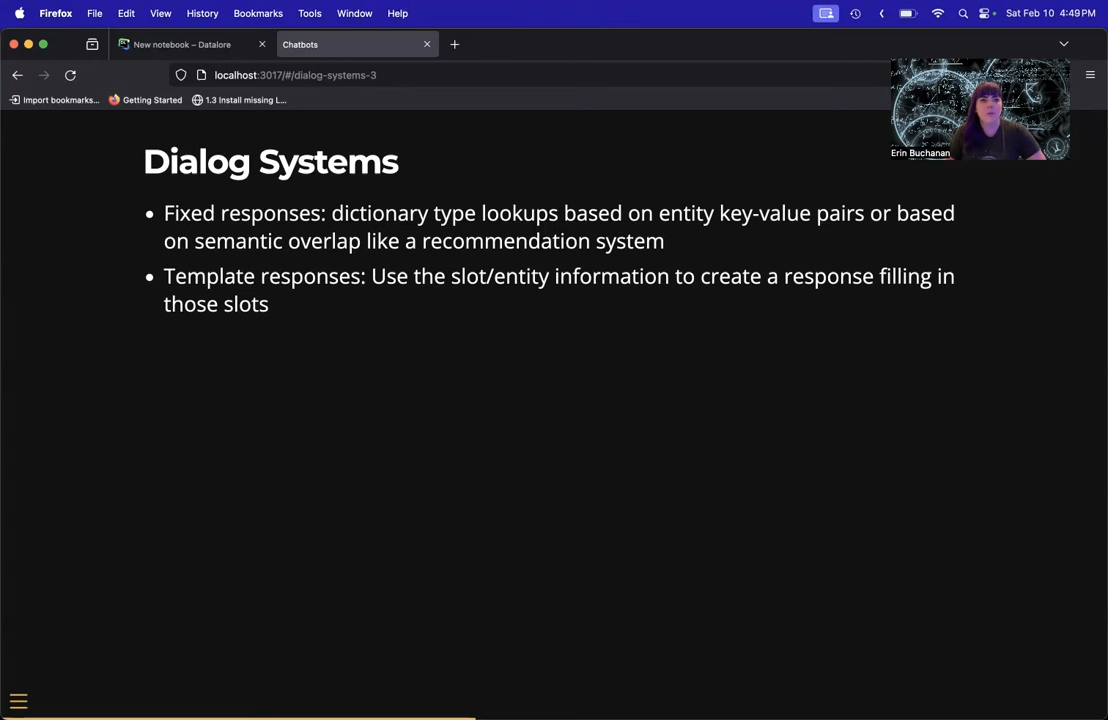 Firefox File Edit View History Bookmarks Tools Window Help Sat Feb 10 4:49 PM
New notebook – Datalore Chatbots
localhost:3017/#/dialog-systems-3
Import bookmarks... Getting Started 1.3 Install missing L...
Erin Buchanan
Dialog Systems
• Fixed responses: dictionary type lookups based on entity key-value pairs or based
on semantic overlap like a recommendation system
• Template responses: Use the slot/entity information to create a response filling in
those slots